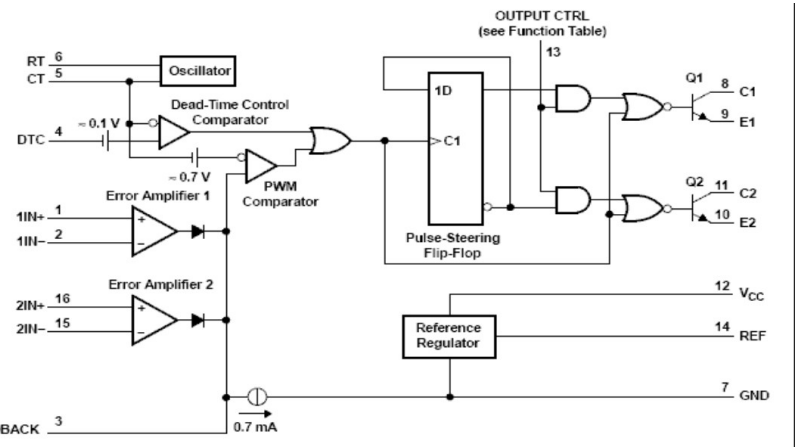 OUTPUT CTRL
(see Function Table)
13
RT 6
CT 5
Oscillator
Dead-Time Control
Comparator
≈ 0.1 V
DTC 4
≈ 0.7 V
PWM
Comparator
1D
C1
Pulse-Steering
Flip-Flop
Q1
8 C1
9 E1
Q2
11 C2
10 E2
Error Amplifier 1
1IN+ 1
1IN− 2
+
−
Error Amplifier 2
2IN+ 16
2IN− 15
+
−
12 VCC
Reference
Regulator
14 REF
7 GND
BACK 3
0.7 mA